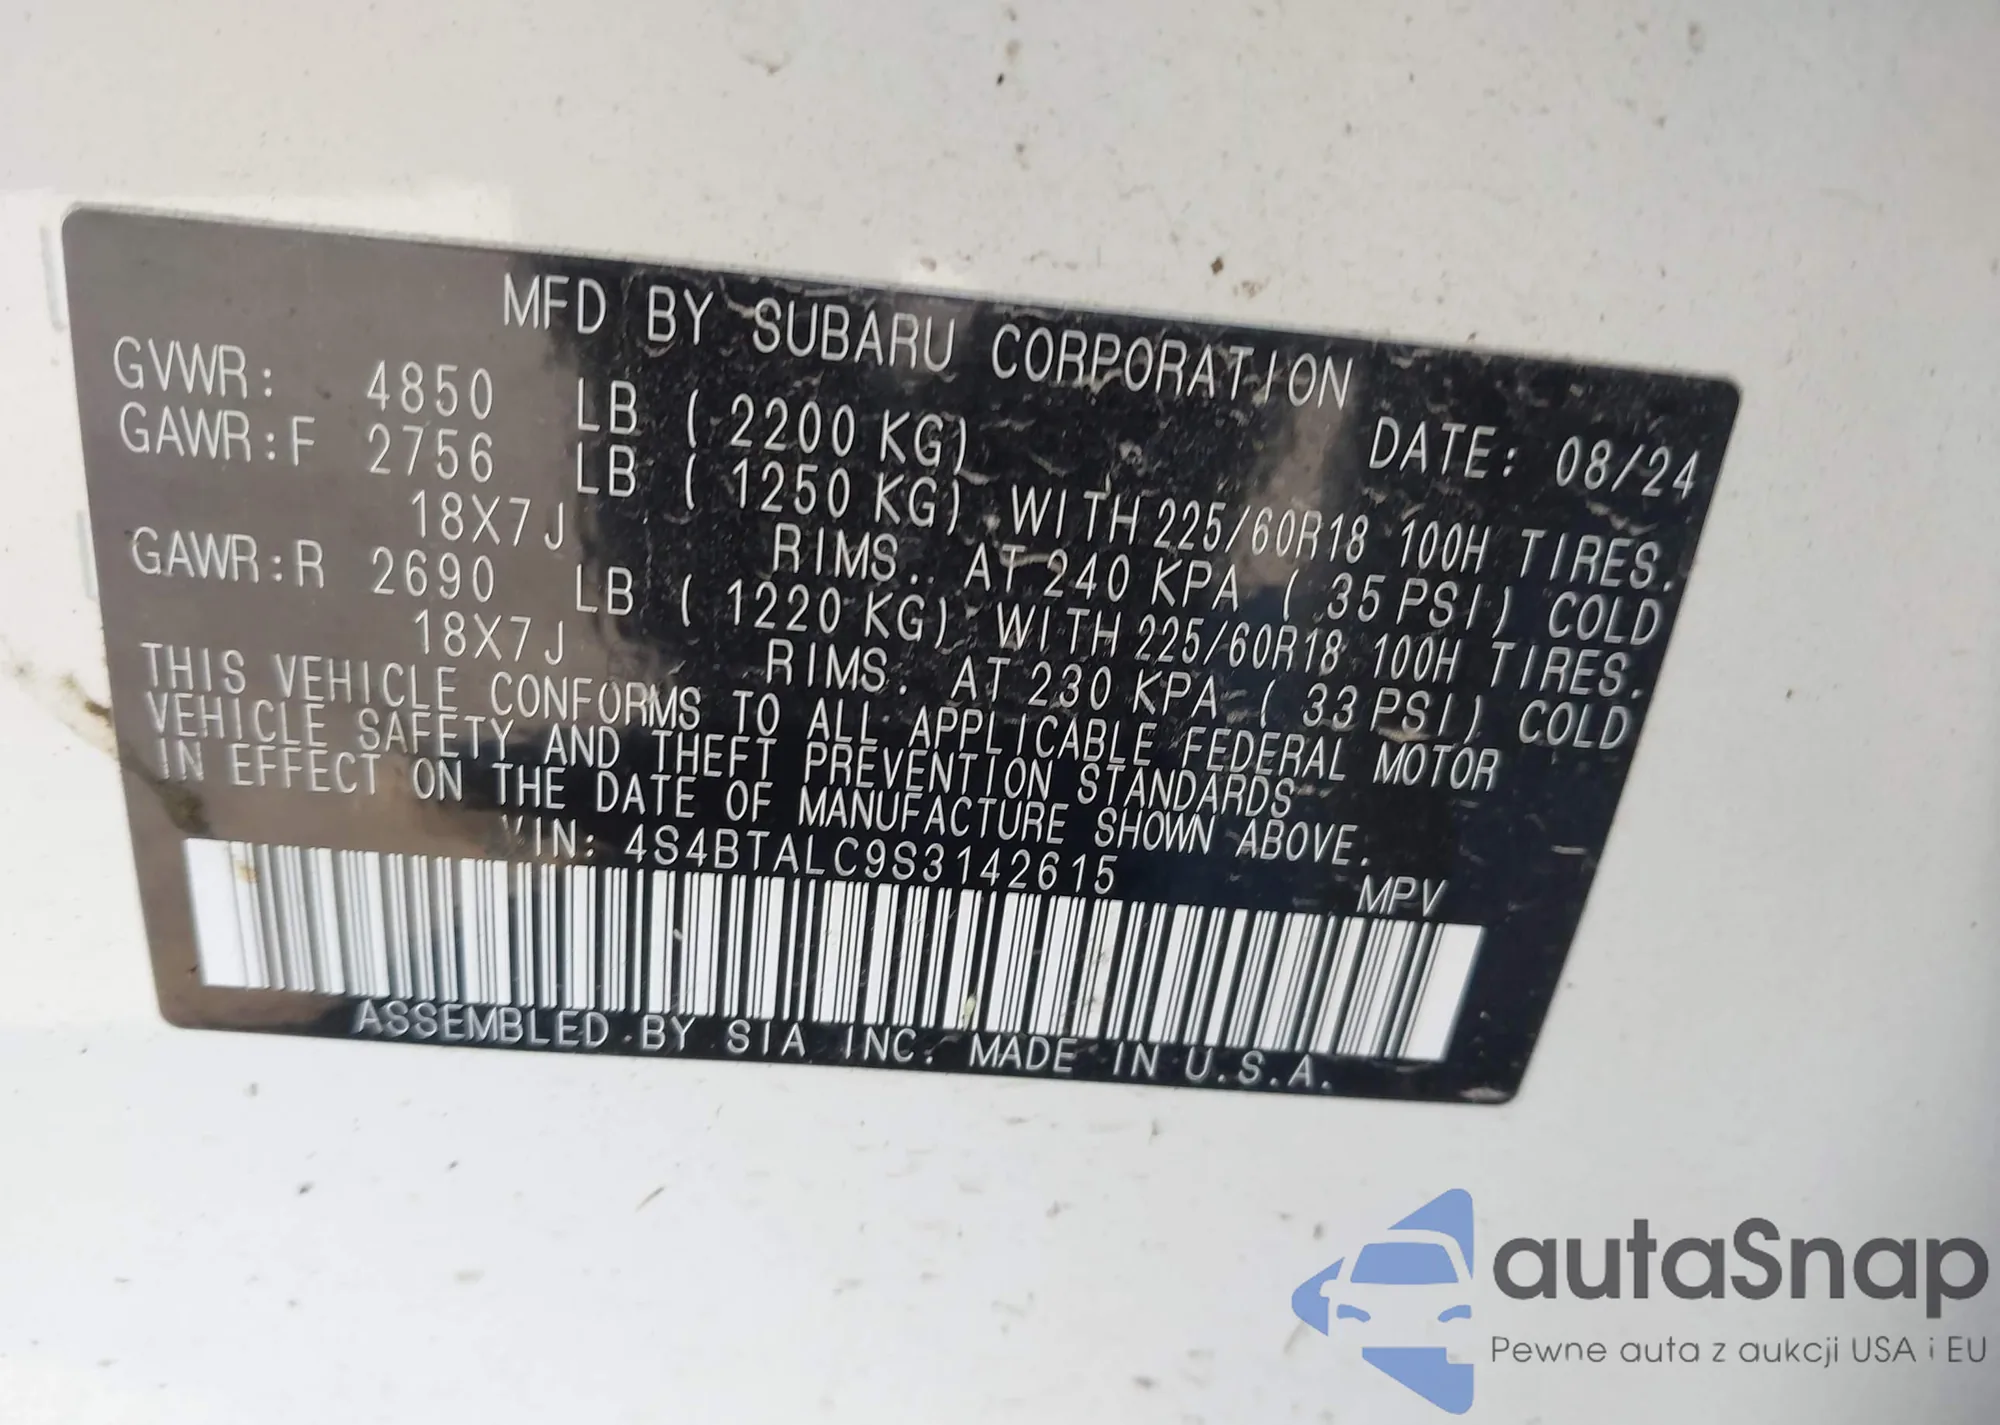 MFD BY SUBARU CORPORATION
GVWR: 4850 LB ( 2200 KG) DATE: 08/24
GAWR:F 2756 LB ( 1250 KG) WITH 225/60R18 100H TIRES.
18X7J RIMS. AT 240 KPA ( 35 PSI) COLD
GAWR:R 2690 LB ( 1220 KG) WITH 225/60R18 100H TIRES.
18X7J RIMS. AT 230 KPA ( 33 PSI) COLD
THIS VEHICLE CONFORMS TO ALL APPLICABLE FEDERAL MOTOR
VEHICLE SAFETY AND THEFT PREVENTION STANDARDS
IN EFFECT ON THE DATE OF MANUFACTURE SHOWN ABOVE.
VIN: 4S4BTALC9S3142615 MPV
ASSEMBLED BY SIA INC. MADE IN U.S.A.
autaSnap
Pewne auta z aukcji USA i EU